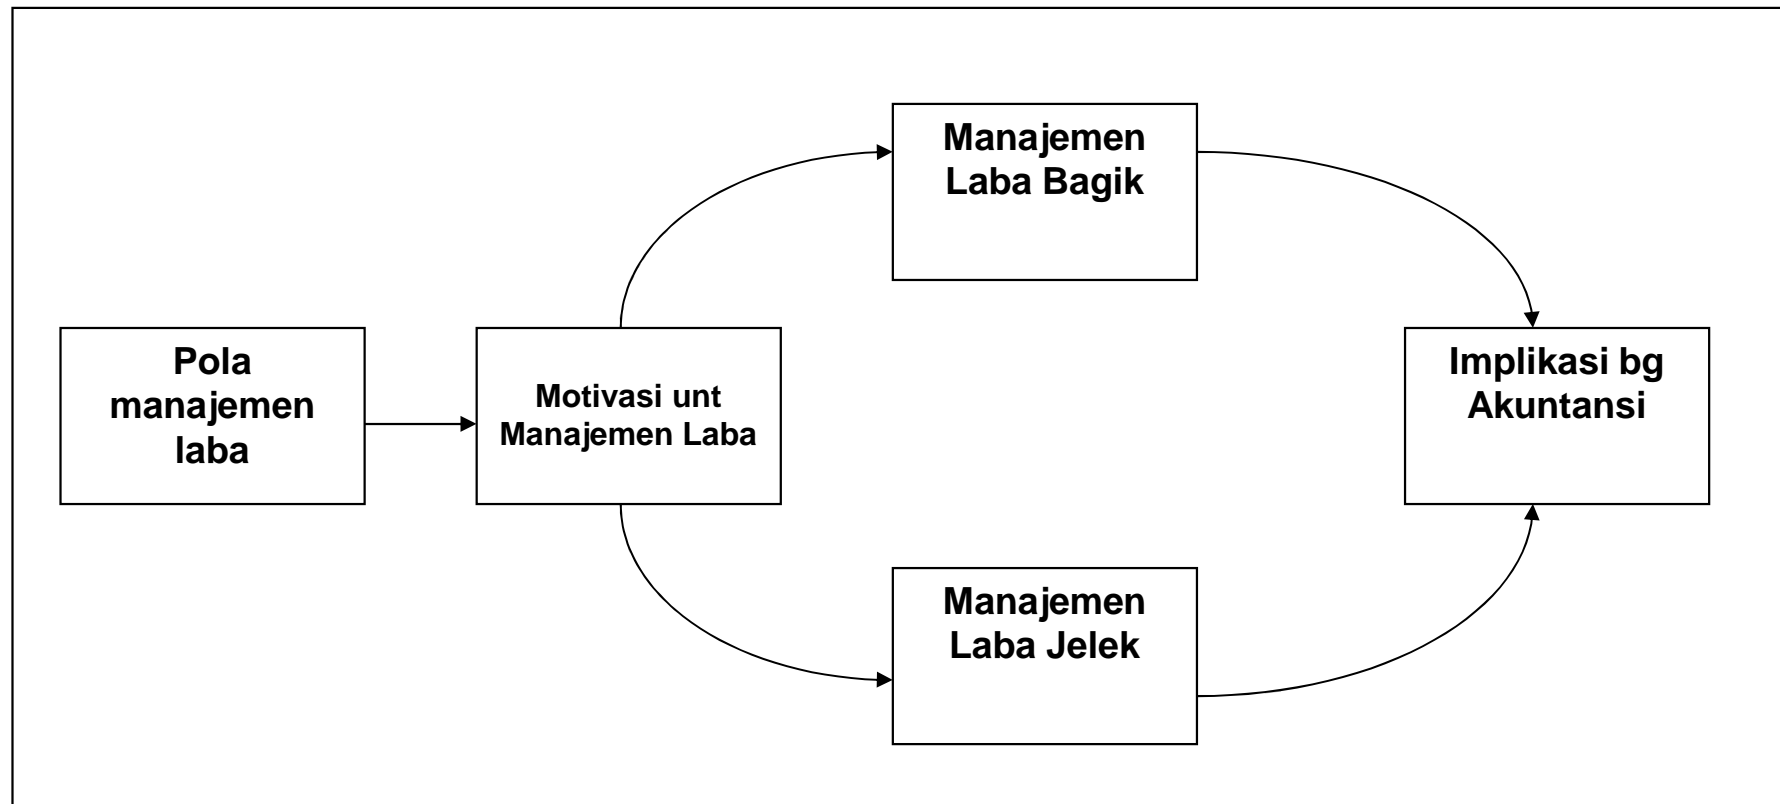 Pola
manajemen
laba
Motivasi unt
Manajemen Laba
Manajemen
Laba Bagik
Manajemen
Laba Jelek
Implikasi bg
Akuntansi